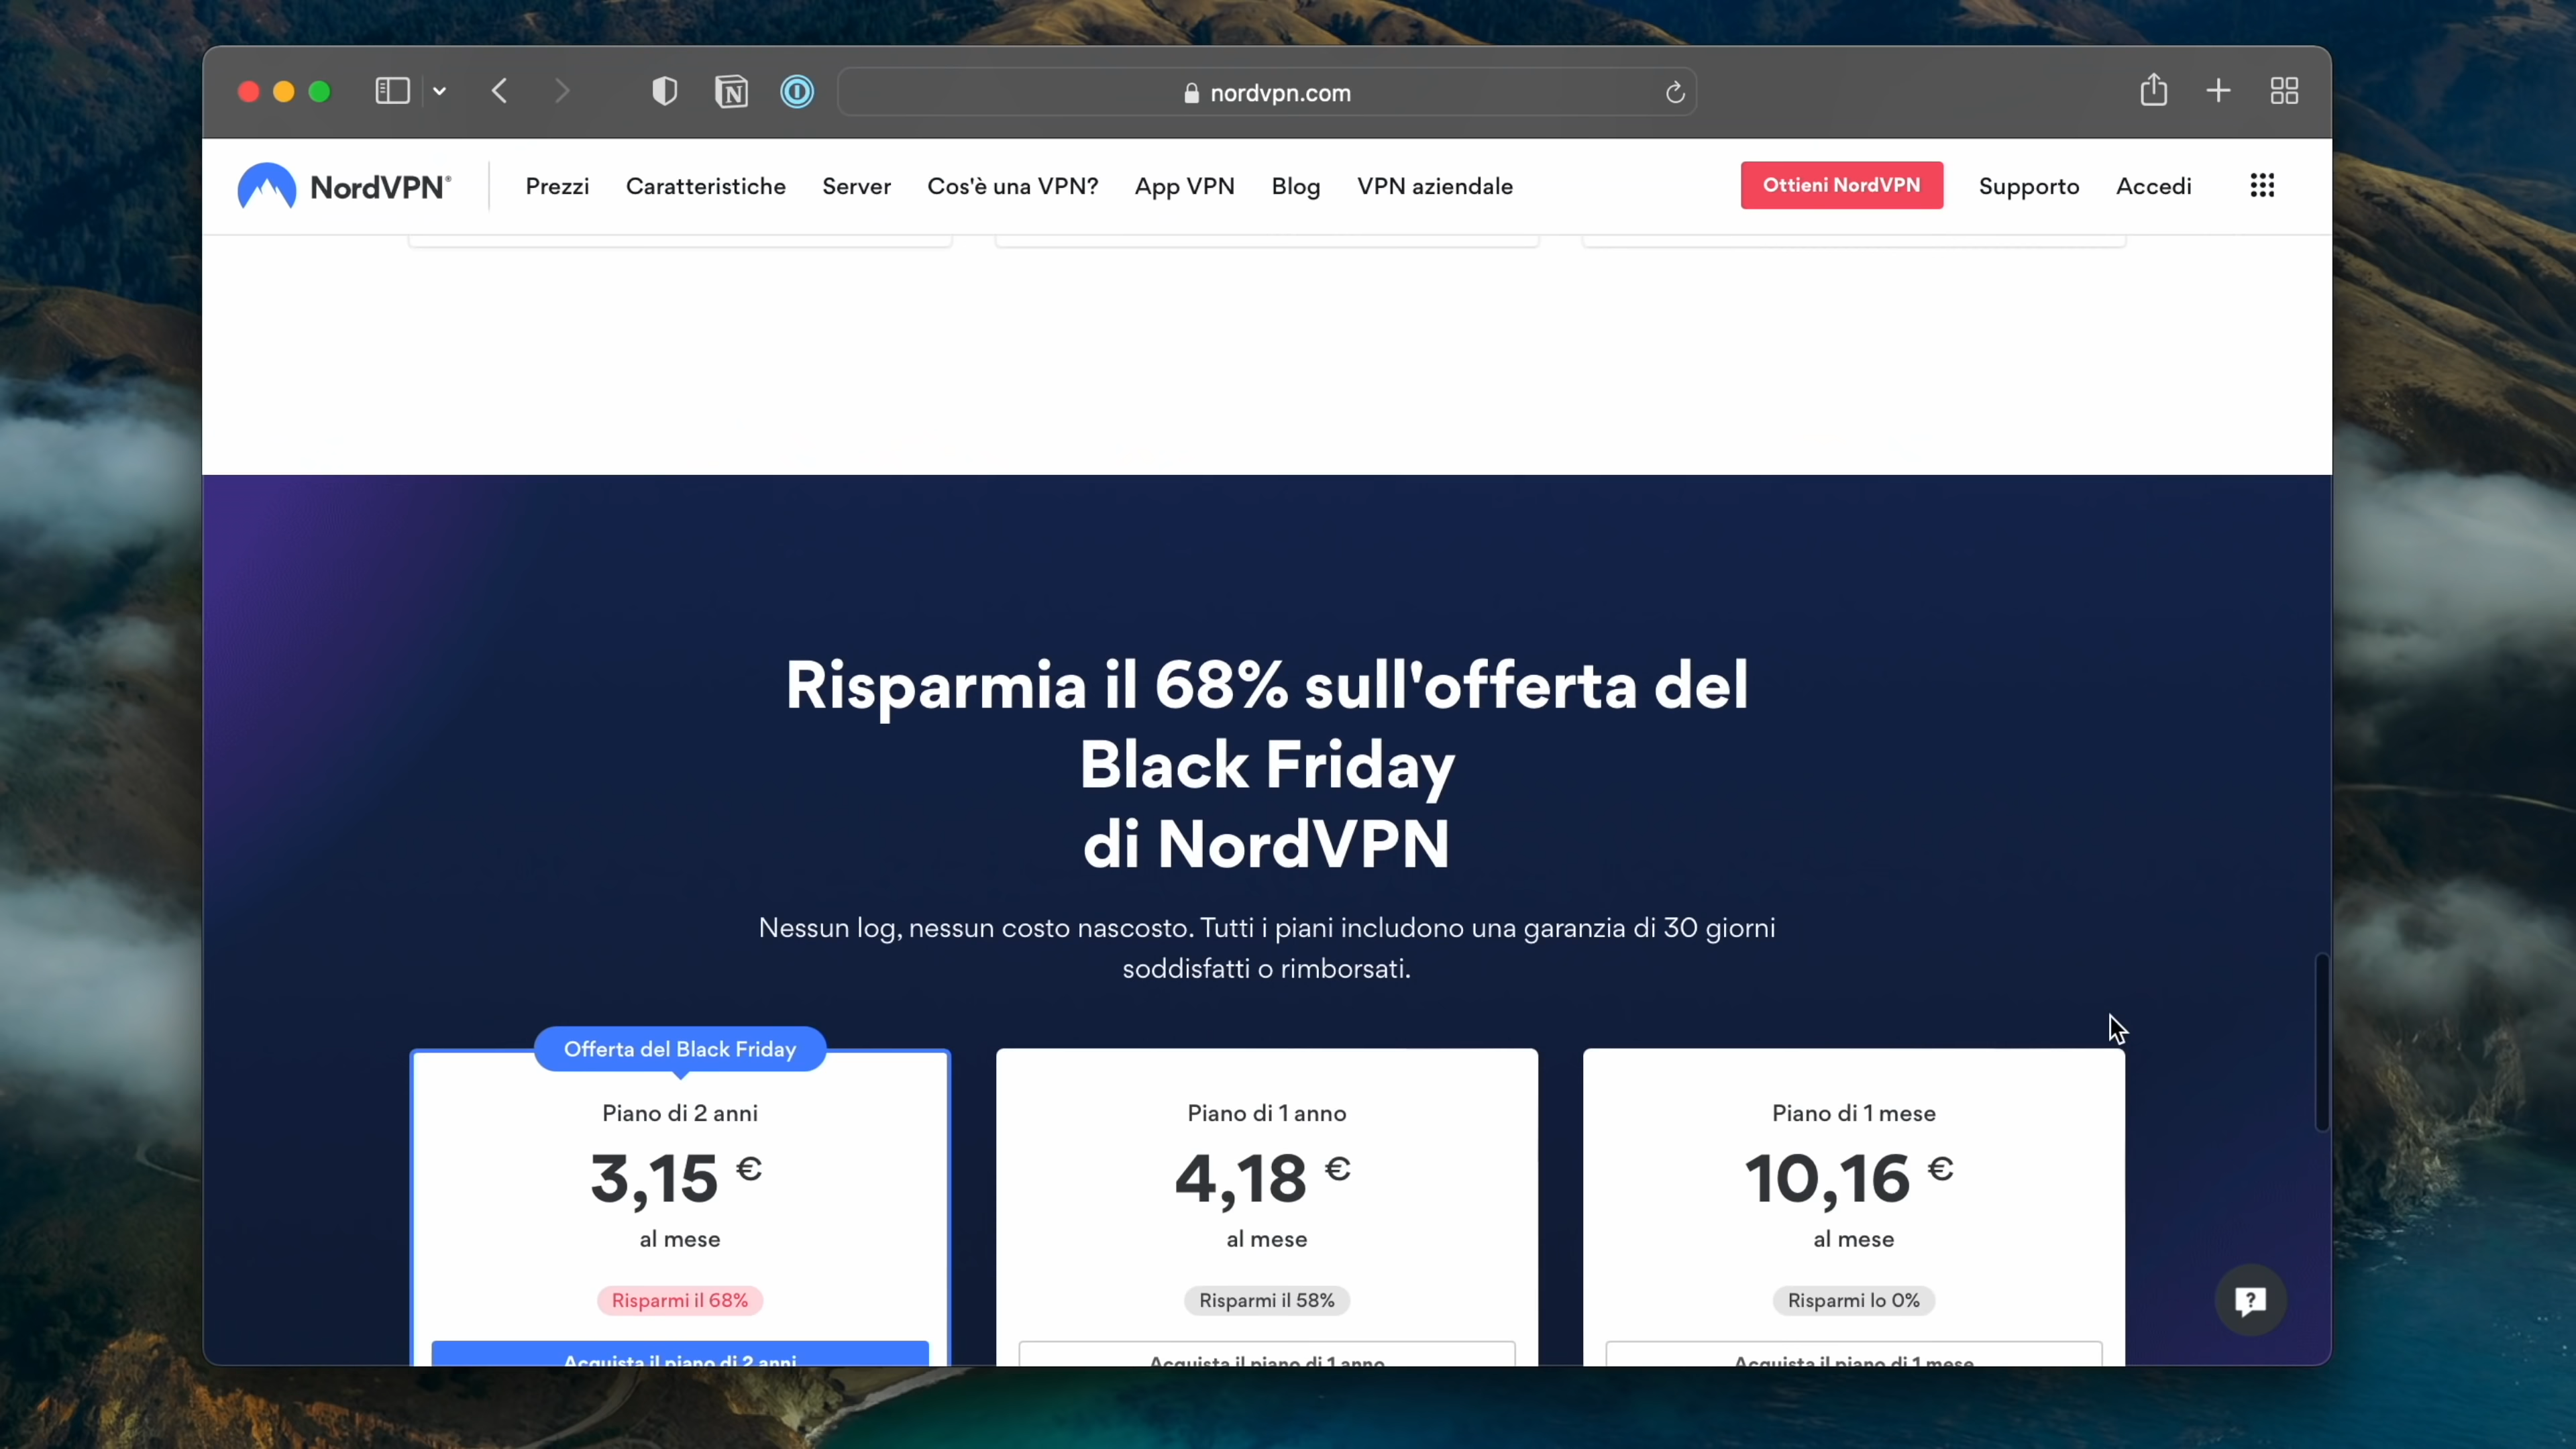 nordvpn.com
NordVPN®
Prezzi
Caratteristiche
Server
Cos'è una VPN?
App VPN
Blog
VPN aziendale
Ottieni NordVPN
Supporto
Accedi
Risparmia il 68% sull'offerta del
Black Friday
di NordVPN
Nessun log, nessun costo nascosto. Tutti i piani includono una garanzia di 30 giorni
soddisfatti o rimborsati.
Offerta del Black Friday
Piano di 2 anni
3,15 €
al mese
Risparmi il 68%
Acquista il piano di 2 anni
Piano di 1 anno
4,18 €
al mese
Risparmi il 58%
Acquista il piano di 1 anno
Piano di 1 mese
10,16 €
al mese
Risparmi lo 0%
Acquista il piano di 1 mese